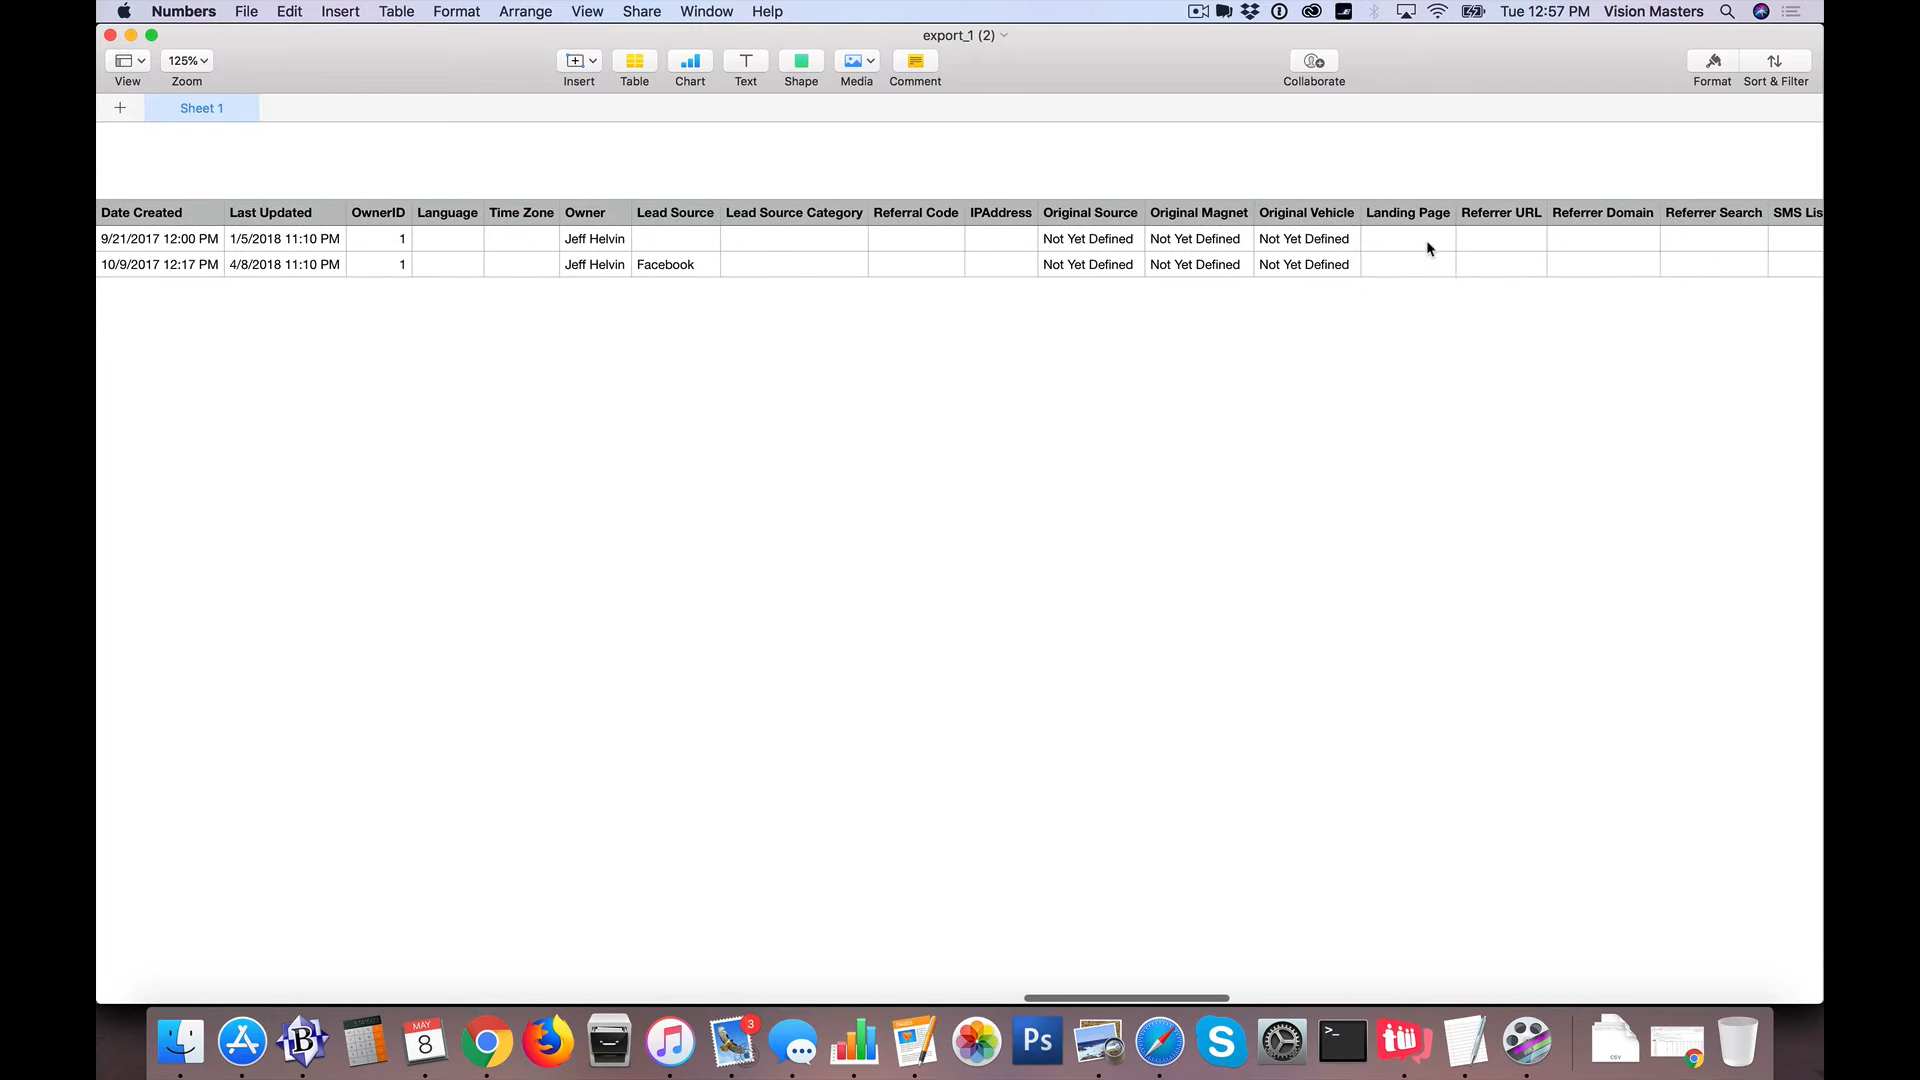 Numbers File Edit Insert Table Format Arrange View Share Window Help Tue 12:57 PM Vision Masters
export_1 (2)
125%
View Zoom Insert Table Chart Text Shape Media Comment Collaborate Format Sort & Filter
Sheet 1
Date Created Last Updated OwnerID Language Time Zone Owner Lead Source Lead Source Category Referral Code IPAddress Original Source Original Magnet Original Vehicle Landing Page Referrer URL Referrer Domain Referrer Search SMS Lis
9/21/2017 12:00 PM 1/5/2018 11:10 PM 1 Jeff Helvin Not Yet Defined Not Yet Defined Not Yet Defined
10/9/2017 12:17 PM 4/8/2018 11:10 PM 1 Jeff Helvin Facebook Not Yet Defined Not Yet Defined Not Yet Defined
MAY
8
3
Ps
CSV